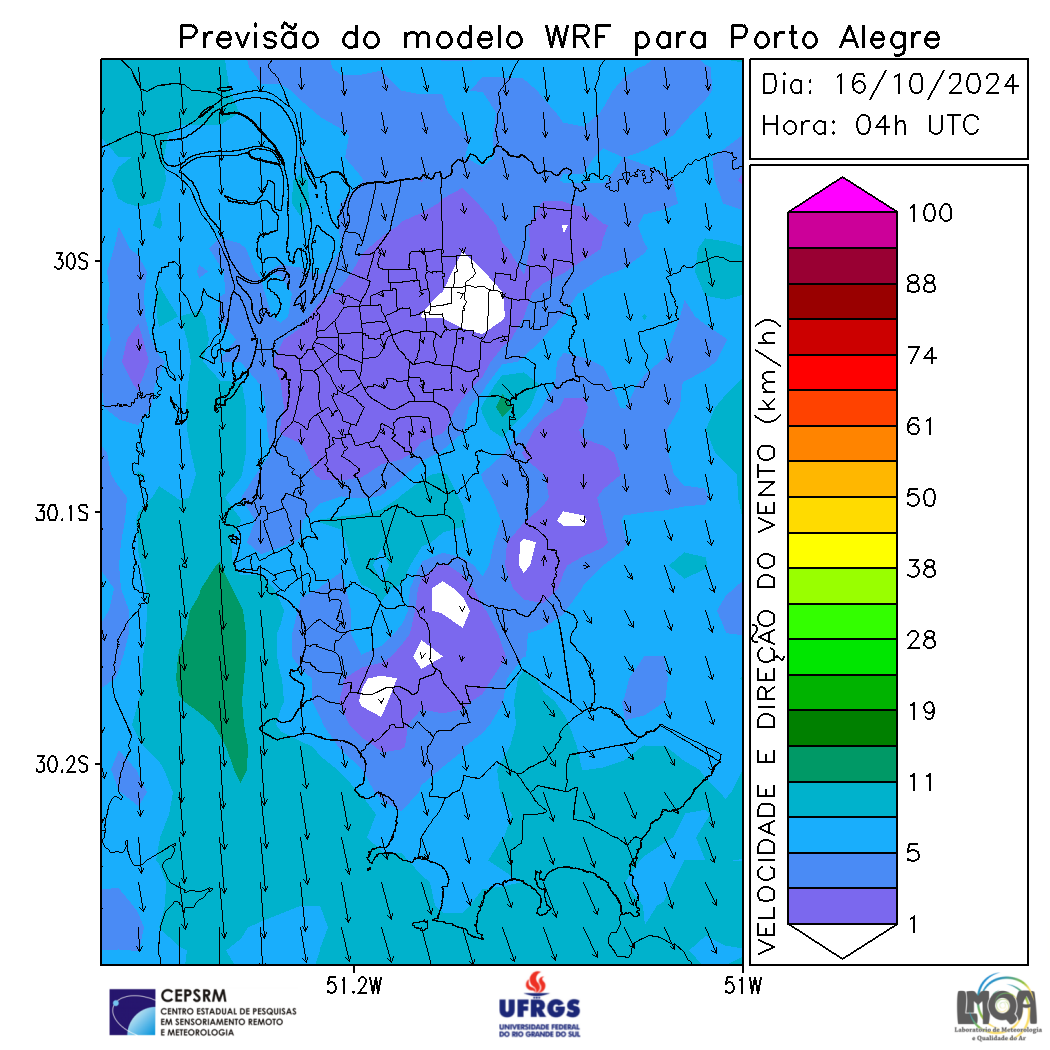 Previsão do modelo WRF para Porto Alegre
Dia: 16/10/2024
Hora: 04h UTC
30S
30.1S
30.2S
51.2W
51W
VELOCIDADE E DIREÇÃO DO VENTO (km/h)
100
88
74
61
50
38
28
19
11
5
1
CEPSRM
CENTRO ESTADUAL DE PESQUISAS
EM SENSORIAMENTO REMOTO
E METEOROLOGIA
UFRGS
UNIVERSIDADE FEDERAL
DO RIO GRANDE DO SUL
LMQA
Laboratório de Meteorologia
e Qualidade do Ar